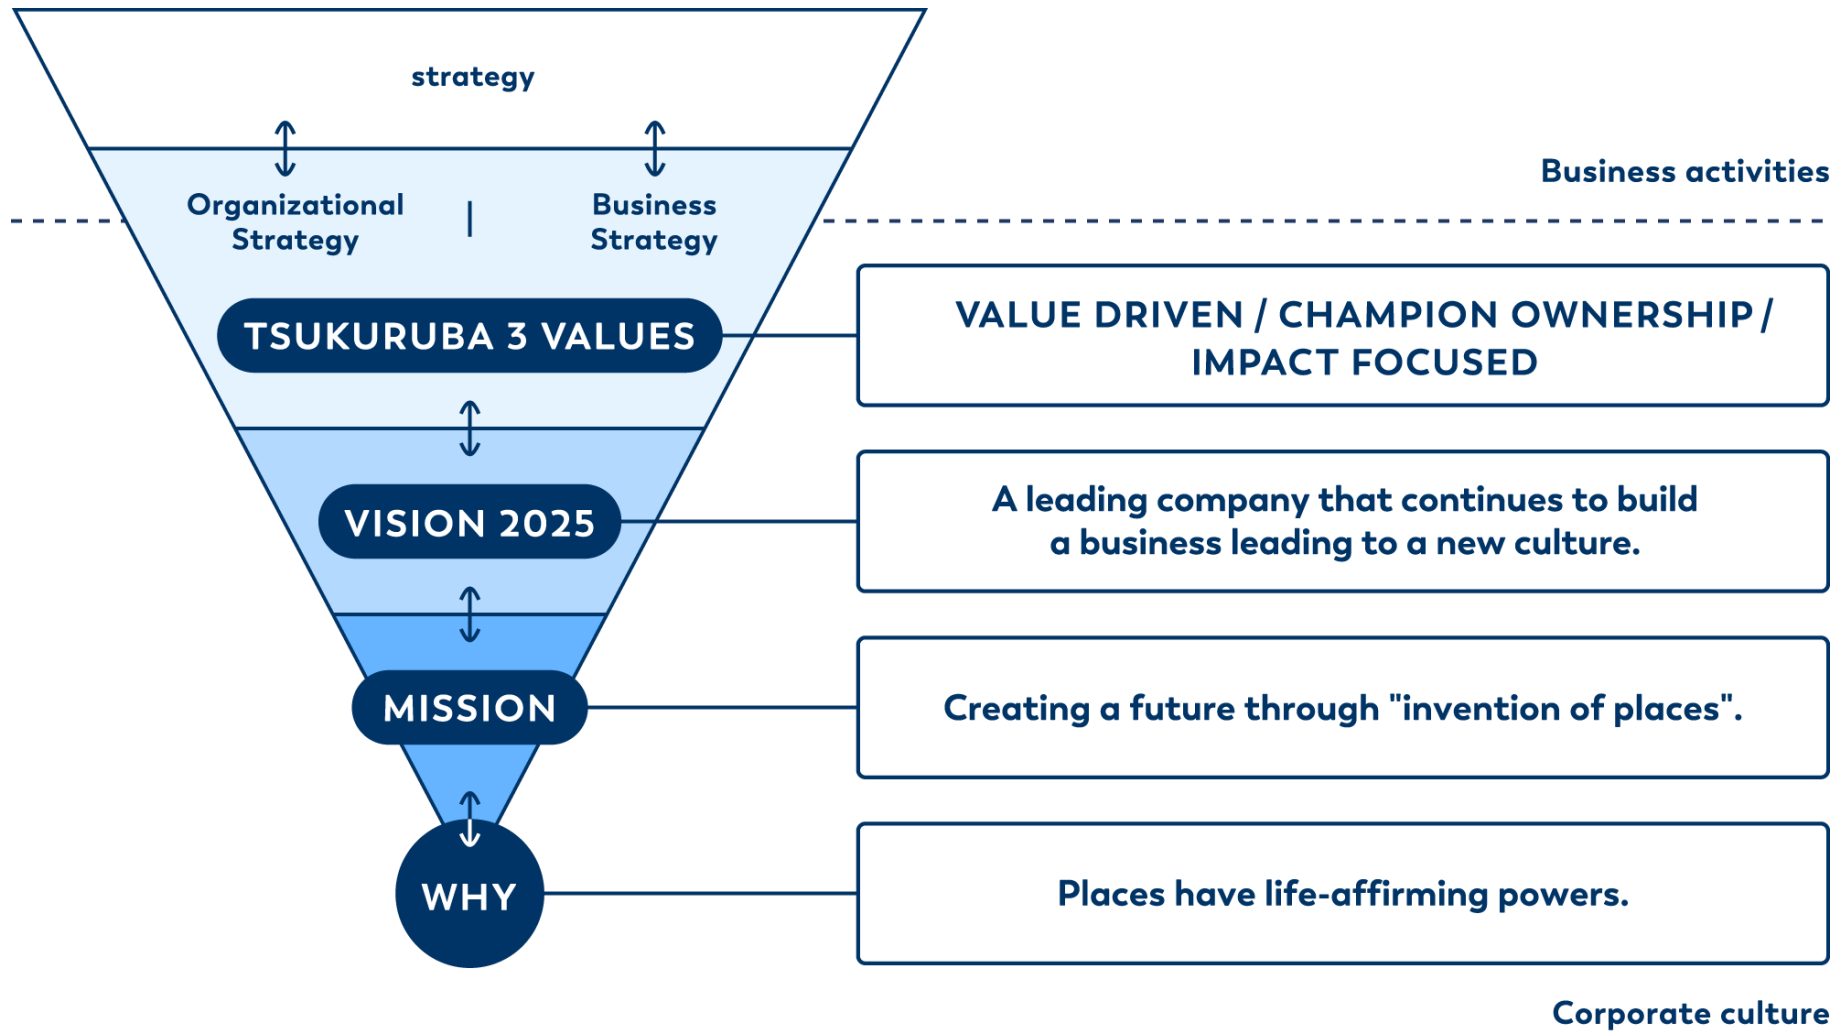 strategy
Business activities
Organizational
Strategy
Business
Strategy
TSUKURUBA 3 VALUES
VALUE DRIVEN / CHAMPION OWNERSHIP /
IMPACT FOCUSED
VISION 2025
A leading company that continues to build
a business leading to a new culture.
MISSION
Creating a future through "invention of places".
WHY
Places have life-affirming powers.
Corporate culture